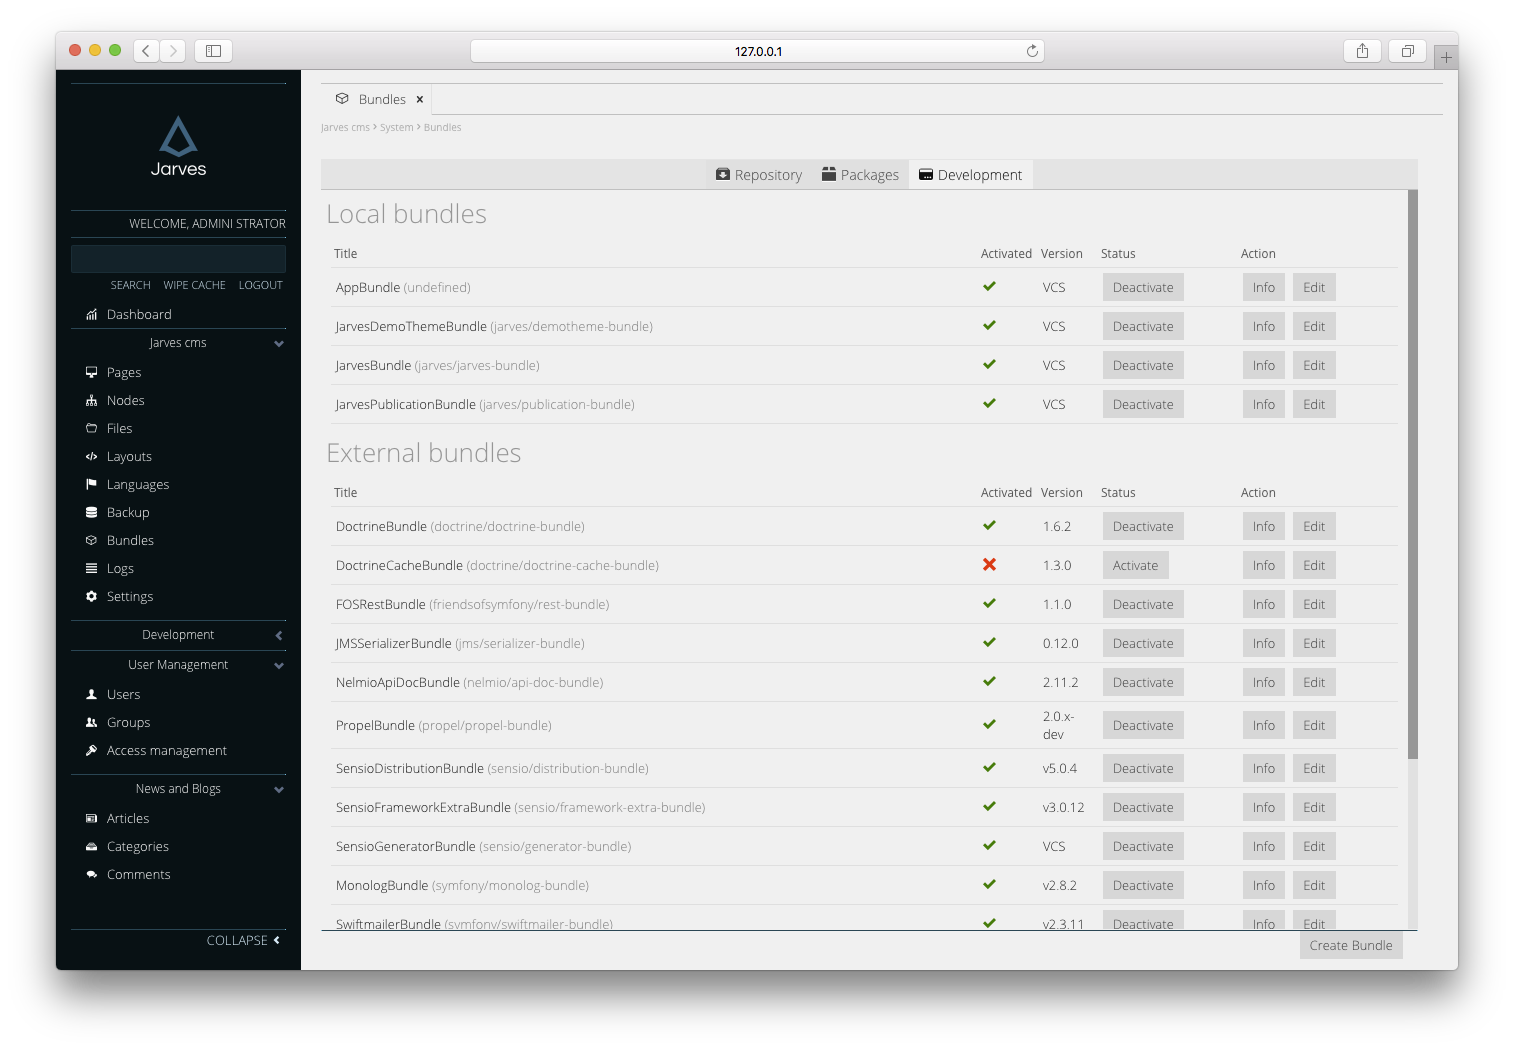 127.0.0.1
Jarves
WELCOME, ADMINI STRATOR
SEARCH WIPE CACHE LOGOUT
Dashboard
Jarves cms
Pages
Nodes
Files
Layouts
Languages
Backup
Bundles
Logs
Settings
Development
User Management
Users
Groups
Access management
News and Blogs
Articles
Categories
Comments
COLLAPSE
Bundles
Jarves cms > System > Bundles
Repository Packages Development
Local bundles
Title Activated Version Status Action
AppBundle (undefined) VCS Deactivate Info Edit
JarvesDemoThemeBundle (jarves/demotheme-bundle) VCS Deactivate Info Edit
JarvesBundle (jarves/jarves-bundle) VCS Deactivate Info Edit
JarvesPublicationBundle (jarves/publication-bundle) VCS Deactivate Info Edit
External bundles
Title Activated Version Status Action
DoctrineBundle (doctrine/doctrine-bundle) 1.6.2 Deactivate Info Edit
DoctrineCacheBundle (doctrine/doctrine-cache-bundle) 1.3.0 Activate Info Edit
FOSRestBundle (friendsofsymfony/rest-bundle) 1.1.0 Deactivate Info Edit
JMSSerializerBundle (jms/serializer-bundle) 0.12.0 Deactivate Info Edit
NelmioApiDocBundle (nelmio/api-doc-bundle) 2.11.2 Deactivate Info Edit
PropelBundle (propel/propel-bundle) 2.0.x-
dev Deactivate Info Edit
SensioDistributionBundle (sensio/distribution-bundle) v5.0.4 Deactivate Info Edit
SensioFrameworkExtraBundle (sensio/framework-extra-bundle) v3.0.12 Deactivate Info Edit
SensioGeneratorBundle (sensio/generator-bundle) VCS Deactivate Info Edit
MonologBundle (symfony/monolog-bundle) v2.8.2 Deactivate Info Edit
SwiftmailerBundle (symfony/swiftmailer-bundle) v2.3.11 Deactivate Info Edit
Create Bundle